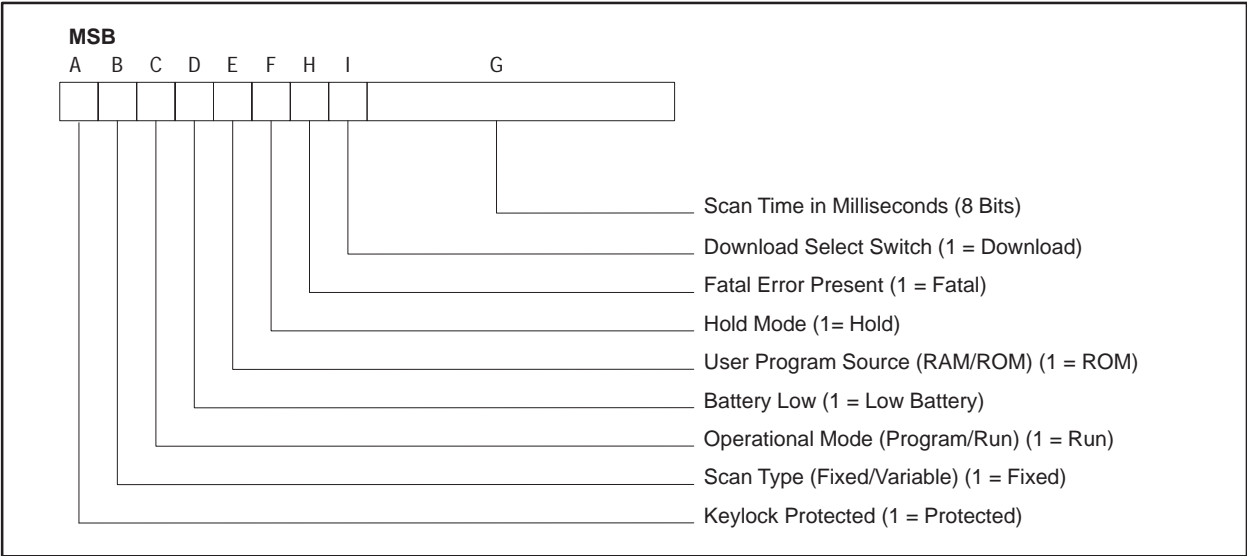 MSB
A B C D E F H I G
Scan Time in Milliseconds (8 Bits)
Download Select Switch (1 = Download)
Fatal Error Present (1 = Fatal)
Hold Mode (1= Hold)
User Program Source (RAM/ROM) (1 = ROM)
Battery Low (1 = Low Battery)
Operational Mode (Program/Run) (1 = Run)
Scan Type (Fixed/Variable) (1 = Fixed)
Keylock Protected (1 = Protected)